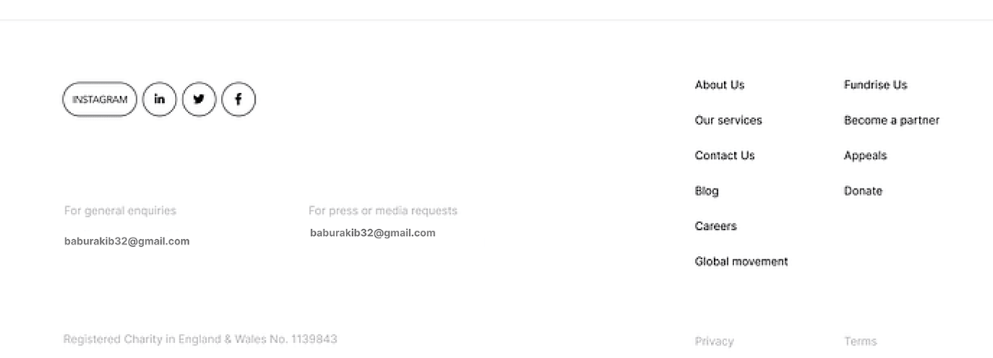 INSTAGRAM in
For general enquiries
baburakib32@gmail.com
For press or media requests
baburakib32@gmail.com
Registered Charity in England & Wales No. 1139843
About Us
Our services
Contact Us
Blog
Careers
Global movement
Privacy
Fundrise Us
Become a partner
Appeals
Donate
Terms